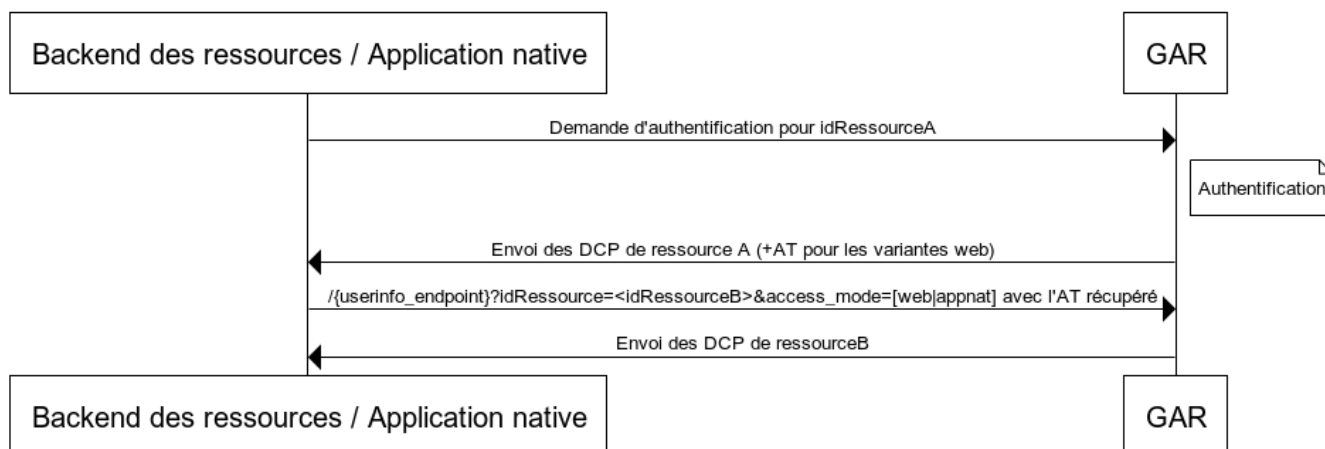 Backend des ressources / Application native
GAR
Demande d'authentification pour idRessourceA
Authentification
Envoi des DCP de ressource A (+AT pour les variantes web)
/{userinfo_endpoint}?idRessource=<idRessourceB>&access_mode=[web|appnat] avec l'AT récupéré
Envoi des DCP de ressourceB
Backend des ressources / Application native
GAR